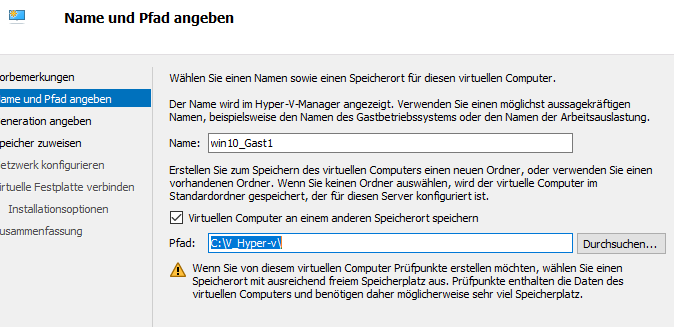 Name und Pfad angeben
orbemerkungen
ame und Pfad angeben
eneration angeben
peicher zuweisen
etzwerk konfigurieren
irtuelle Festplatte verbinden
Installationsoptionen
usammenfassung
Wählen Sie einen Namen sowie einen Speicherort für diesen virtuellen Computer.
Der Name wird im Hyper-V-Manager angezeigt. Verwenden Sie einen möglichst aussagekräftigen
Namen, beispielsweise den Namen des Gastbetriebssystems oder den Namen der Arbeitsauslastung.
Name: win10_Gast1
Erstellen Sie zum Speichern des virtuellen Computers einen neuen Ordner, oder verwenden Sie einen
vorhandenen Ordner. Wenn Sie keinen Ordner auswählen, wird der virtuelle Computer im
Standardordner gespeichert, der für diesen Server konfiguriert ist.
Virtuellen Computer an einem anderen Speicherort speichern
Pfad: C:\V_Hyper-v\ Durchsuchen...
Wenn Sie von diesem virtuellen Computer Prüfpunkte erstellen möchten, wählen Sie einen
Speicherort mit ausreichend freiem Speicherplatz aus. Prüfpunkte enthalten die Daten des
virtuellen Computers und benötigen daher möglicherweise sehr viel Speicherplatz.